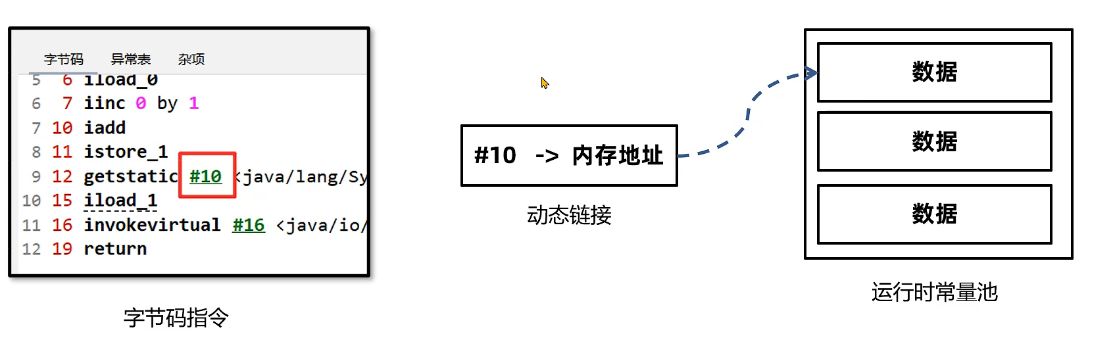 字节码 异常表 杂项
5 6 iload_0
6 7 iinc 0 by 1
7 10 iadd
8 11 istore_1
9 12 getstatic #10 <java/lang/Sy
10 15 iload_1
11 16 invokevirtual #16 <java/io/
12 19 return
字节码指令
#10 -> 内存地址
动态链接
数据
数据
数据
运行时常量池